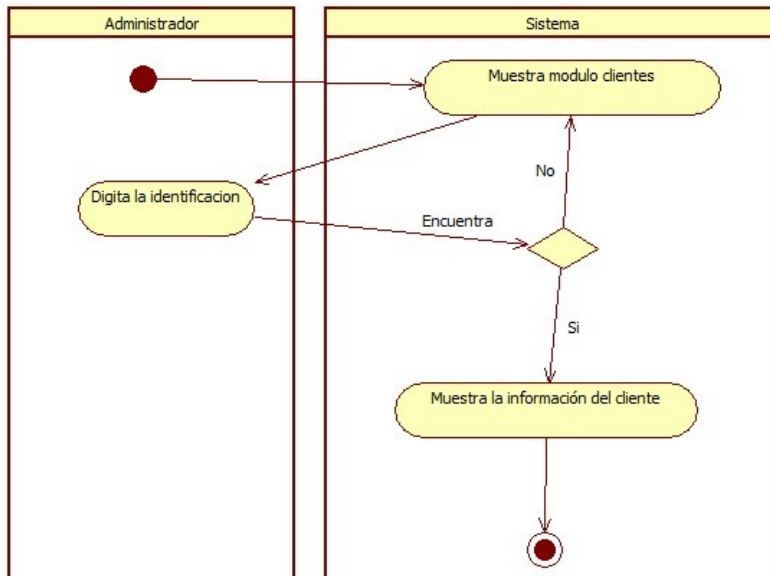 Administrador
Sistema
Muestra modulo clientes
No
Digita la identificacion
Encuentra
Si
Muestra la información del cliente